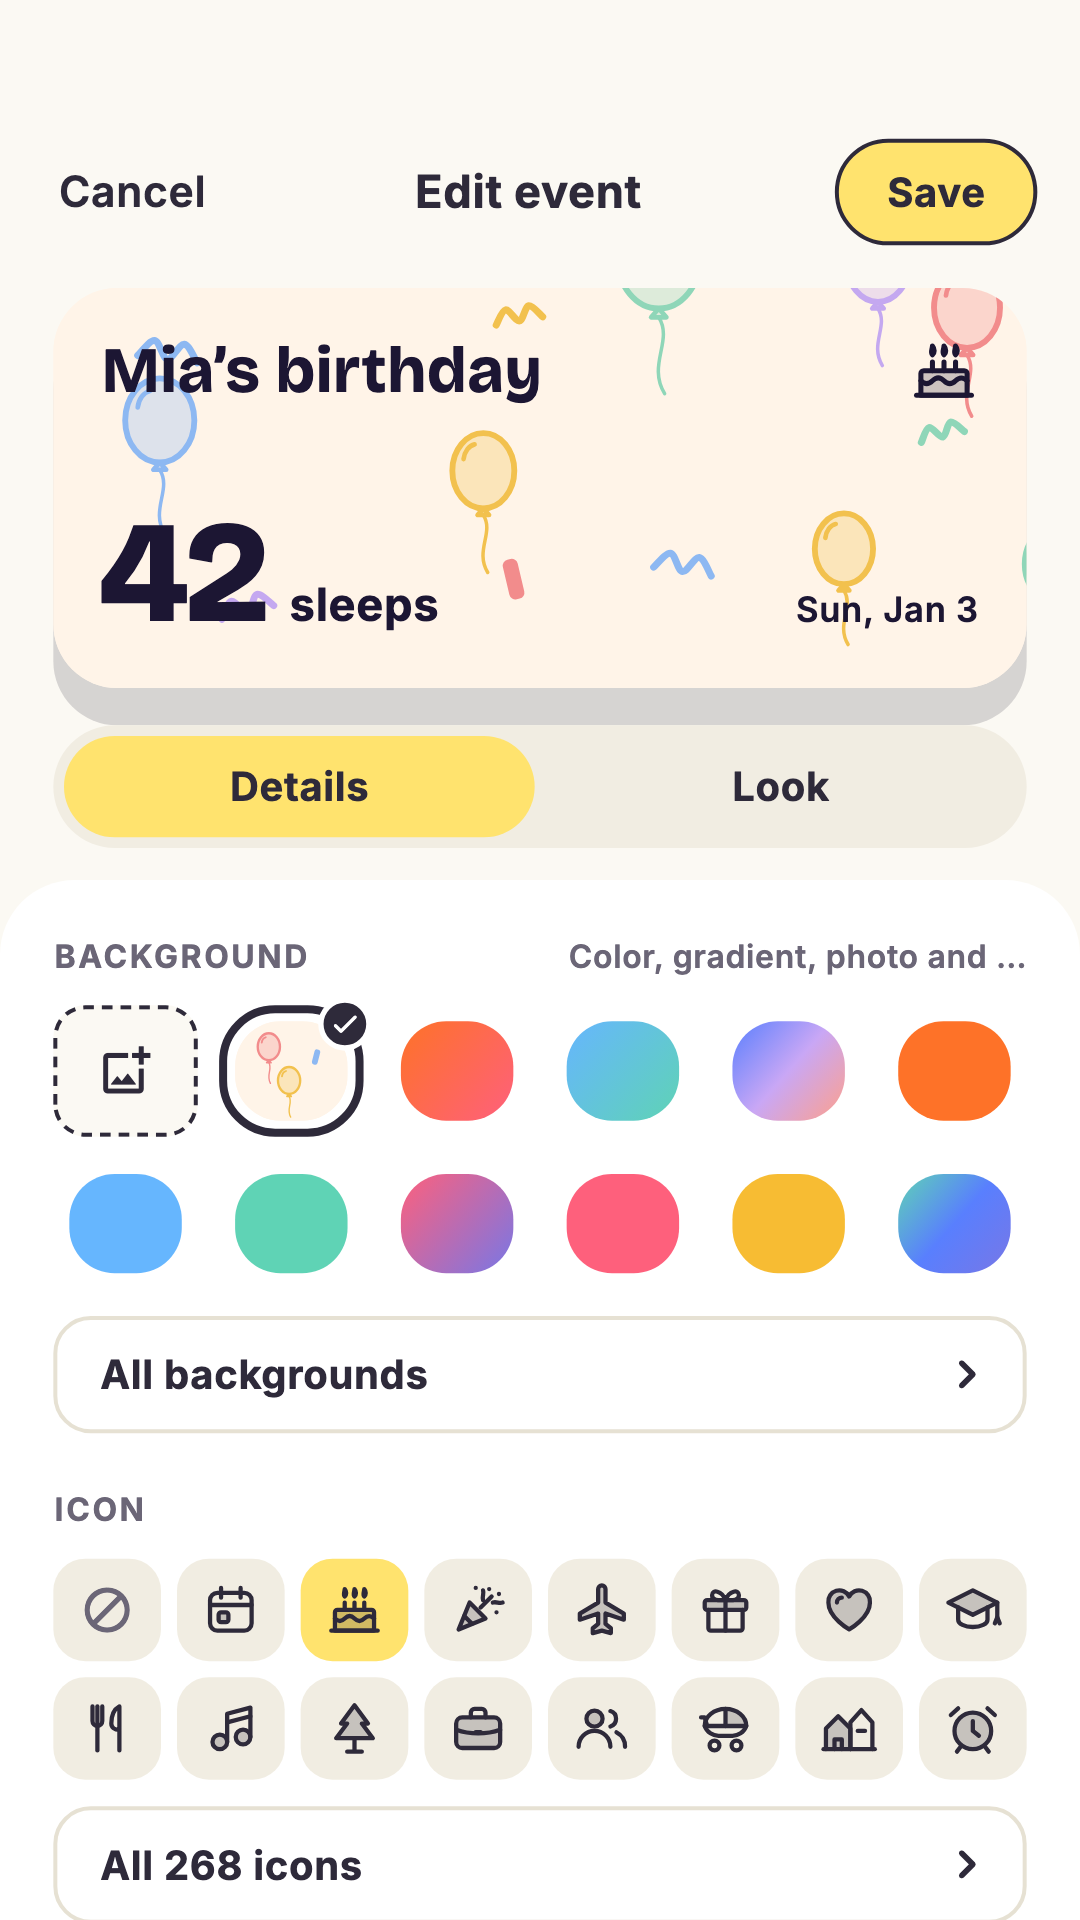 Cancel
Edit event
Save
Mia’s birthday
42 sleeps
Sun, Jan 3
Details
Look
BACKGROUND
Color, gradient, photo and ...
All backgrounds
ICON
All 268 icons